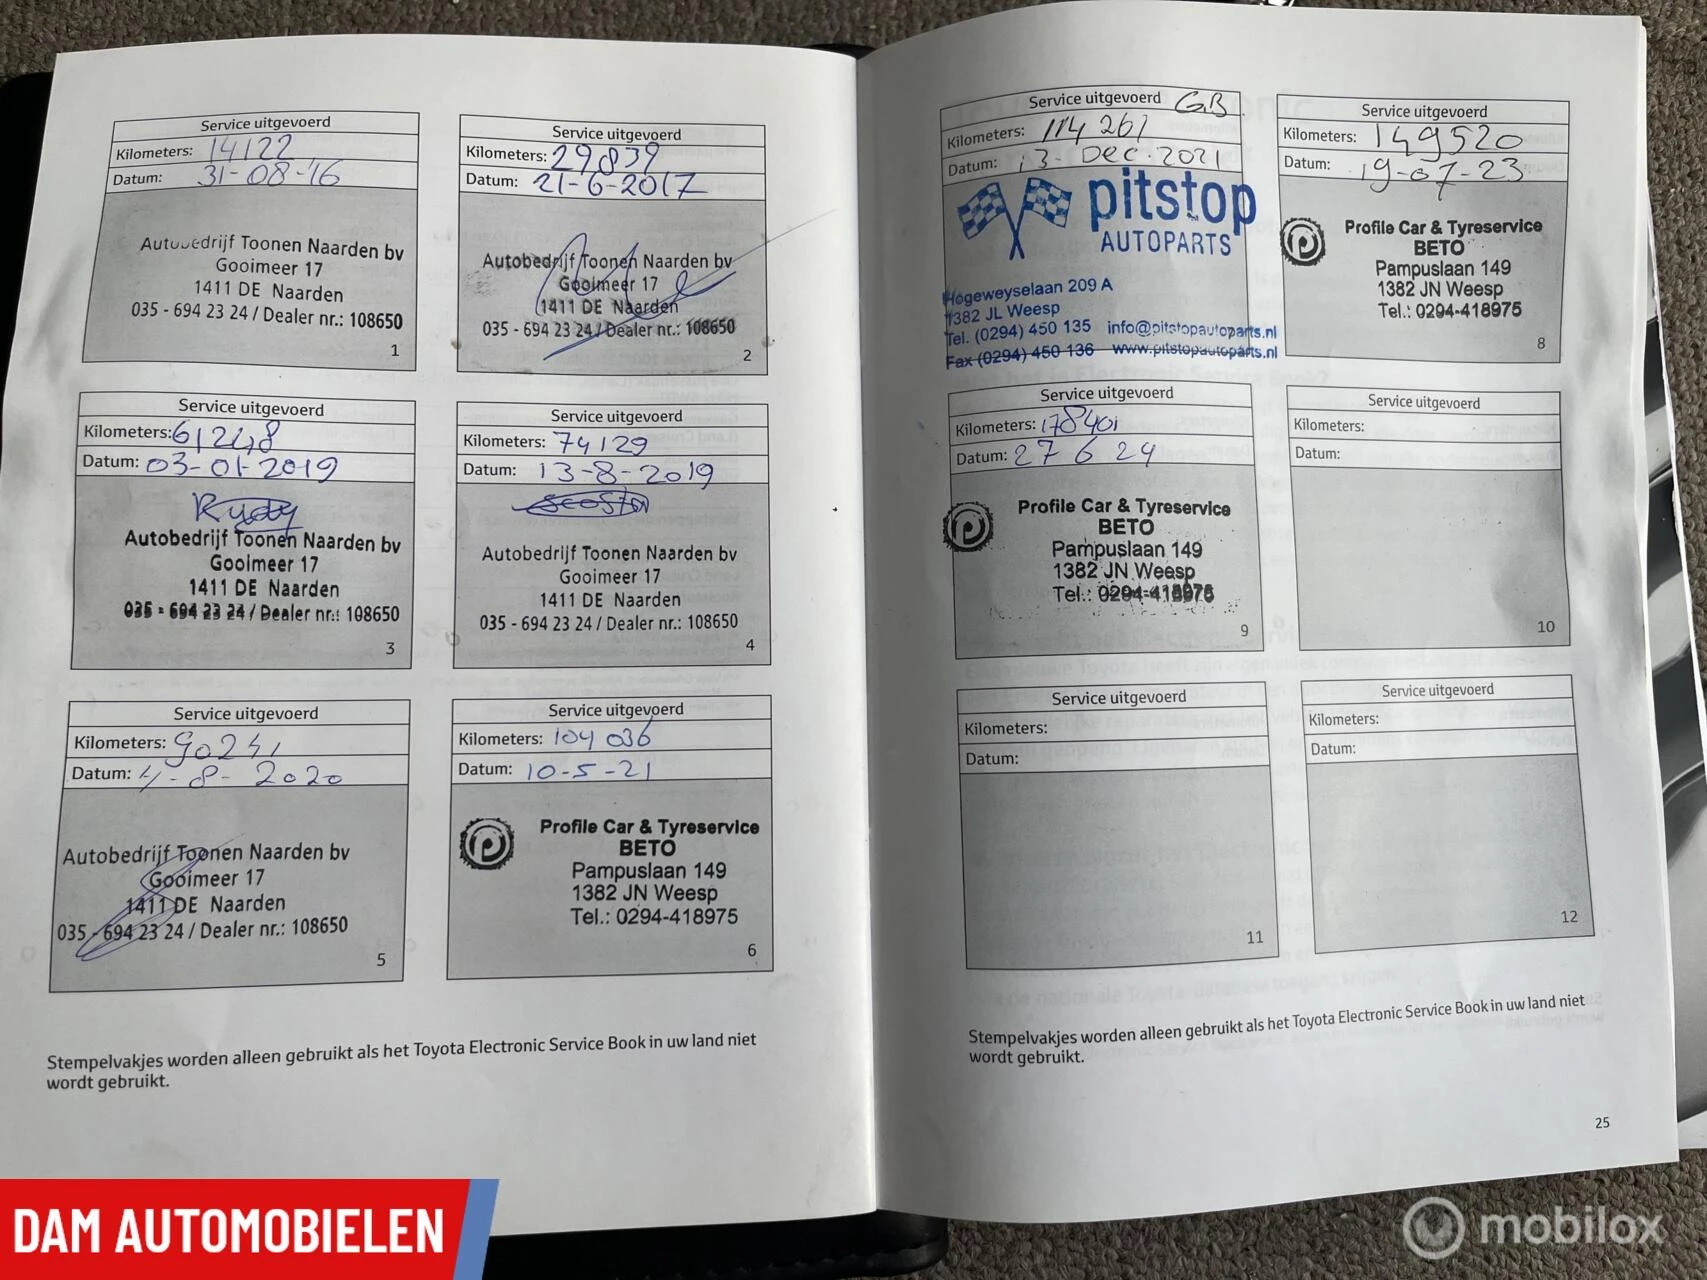 Service uitgevoerd
Kilometers: 14122
Datum: 31-08-'16
Autobedrijf Toonen Naarden bv
Gooimeer 17
1411 DE Naarden
035 - 694 23 24 / Dealer nr.: 108650
1
Service uitgevoerd
Kilometers: 29839
Datum: 21-6-2017
Autobedrijf Toonen Naarden bv
Gooimeer 17
1411 DE Naarden
035 - 694 23 24 / Dealer nr.: 108650
2
Service uitgevoerd
Kilometers:
Datum: 03-01-2019
Rudy
Autobedrijf Toonen Naarden bv
Gooimeer 17
1411 DE Naarden
035 - 694 23 24 / Dealer nr.: 108650
3
Service uitgevoerd
Kilometers: 74129
Datum: 13-8-2019
Autobedrijf Toonen Naarden bv
Gooimeer 17
1411 DE Naarden
035 - 694 23 24 / Dealer nr.: 108650
4
Service uitgevoerd
Kilometers: 90241
Datum: 4-8-2020
Autobedrijf Toonen Naarden bv
Gooimeer 17
1411 DE Naarden
035 - 694 23 24 / Dealer nr.: 108650
5
Service uitgevoerd
Kilometers: 104 036
Datum: 10-5-21
Profile Car & Tyreservice
BETO
Pampuslaan 149
1382 JN Weesp
Tel.: 0294-418975
6
Stempelvakjes worden alleen gebruikt als het Toyota Electronic Service Book in uw land niet
wordt gebruikt.
Service uitgevoerd GB
Kilometers: 114 261
Datum: 13-Dec.2021
pitstop
AUTOPARTS
Hogeweyselaan 209 A
1382 JL Weesp
Tel. (0294) 450 135 info@pitstopautoparts.nl
Fax (0294) 450 136 www.pitstopautoparts.nl
Service uitgevoerd
Kilometers: 149520
Datum: 19-07-23
Profile Car & Tyreservice
BETO
Pampuslaan 149
1382 JN Weesp
Tel.: 0294-418975
8
Service uitgevoerd
Kilometers: 178401
Datum: 27 6 24
Profile Car & Tyreservice
BETO
Pampuslaan 149
1382 JN Weesp
Tel.: 0294-418975
9
Service uitgevoerd
Kilometers:
Datum:
10
Service uitgevoerd
Kilometers:
Datum:
11
Service uitgevoerd
Kilometers:
Datum:
12
Stempelvakjes worden alleen gebruikt als het Toyota Electronic Service Book in uw land niet
wordt gebruikt.
25
DAM AUTOMOBIELEN
mobilox